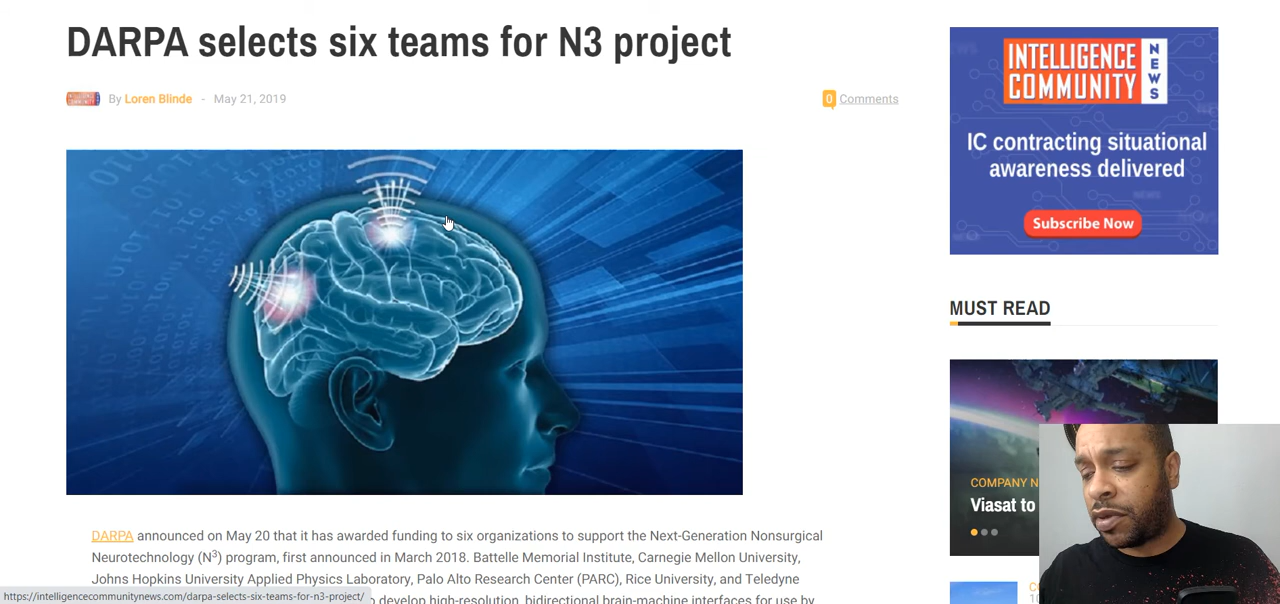 DARPA selects six teams for N3 project
By Loren Blinde - May 21, 2019
0 Comments
INTELLIGENCE
COMMUNITY
NEWS
IC contracting situational
awareness delivered
Subscribe Now
MUST READ
COMPANY N
Viasat to
DARPA announced on May 20 that it has awarded funding to six organizations to support the Next-Generation Nonsurgical
Neurotechnology (N³) program, first announced in March 2018. Battelle Memorial Institute, Carnegie Mellon University,
Johns Hopkins University Applied Physics Laboratory, Palo Alto Research Center (PARC), Rice University, and Teledyne
develop high-resolution, bidirectional brain-machine interfaces for use by
https://intelligencecommunitynews.com/darpa-selects-six-teams-for-n3-project/